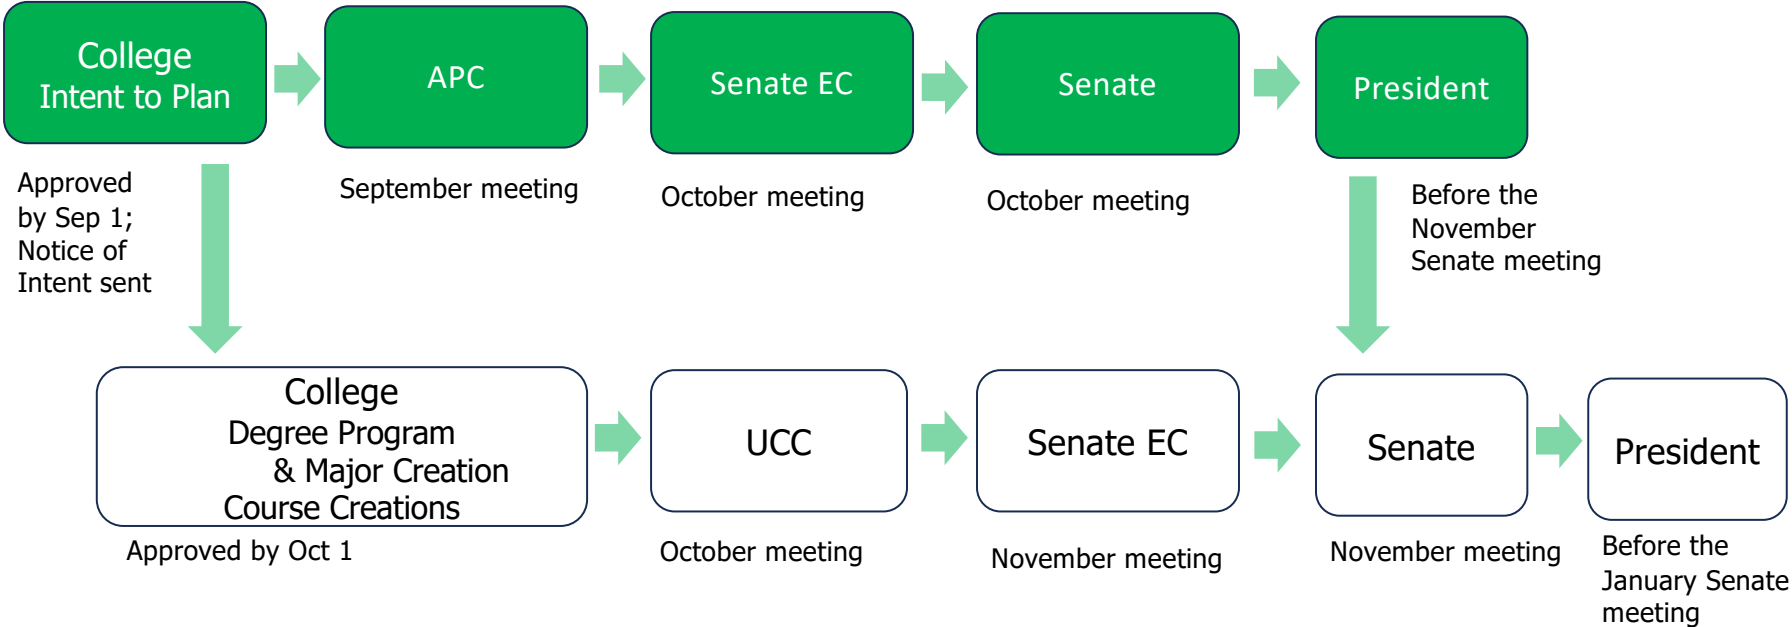 College
Intent to Plan
APC
Senate EC
Senate
President
Approved
by Sep 1;
Notice of
Intent sent
September meeting
October meeting
October meeting
Before the
November
Senate meeting
College
Degree Program
& Major Creation
Course Creations
UCC
Senate EC
Senate
President
Approved by Oct 1
October meeting
November meeting
November meeting
Before the
January Senate
meeting